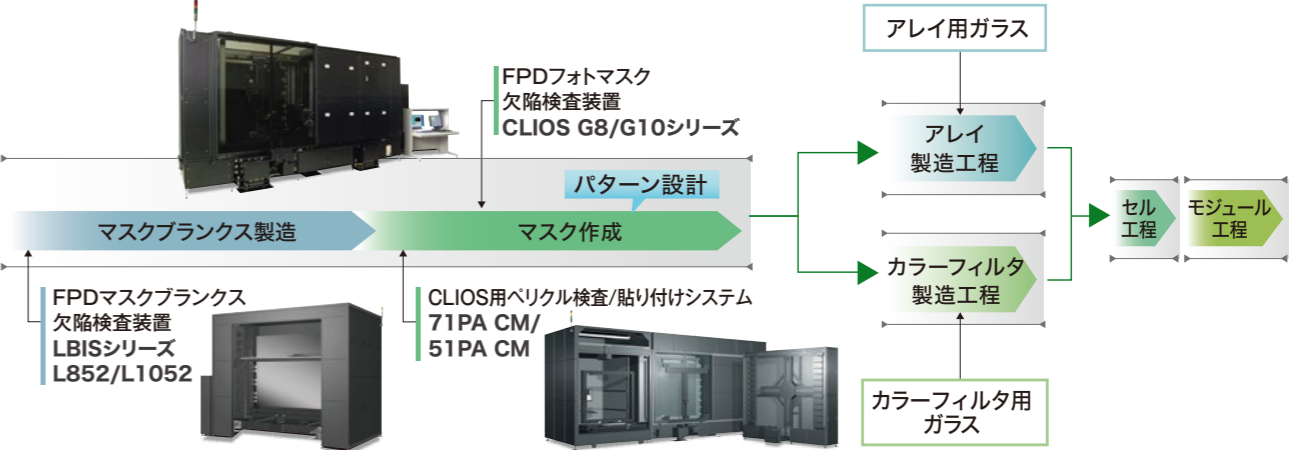 FPDフォトマスク
欠陥検査装置
CLIOS G8/G10シリーズ
パターン設計
マスクブランクス製造
マスク作成
FPDマスクブランクス
欠陥検査装置
LBISシリーズ
L852/L1052
CLIOS用ペリクル検査/貼り付けシステム
71PA CM/
51PA CM
アレイ用ガラス
アレイ
製造工程
カラーフィルタ
製造工程
カラーフィルタ用
ガラス
セル
工程
モジュール
工程